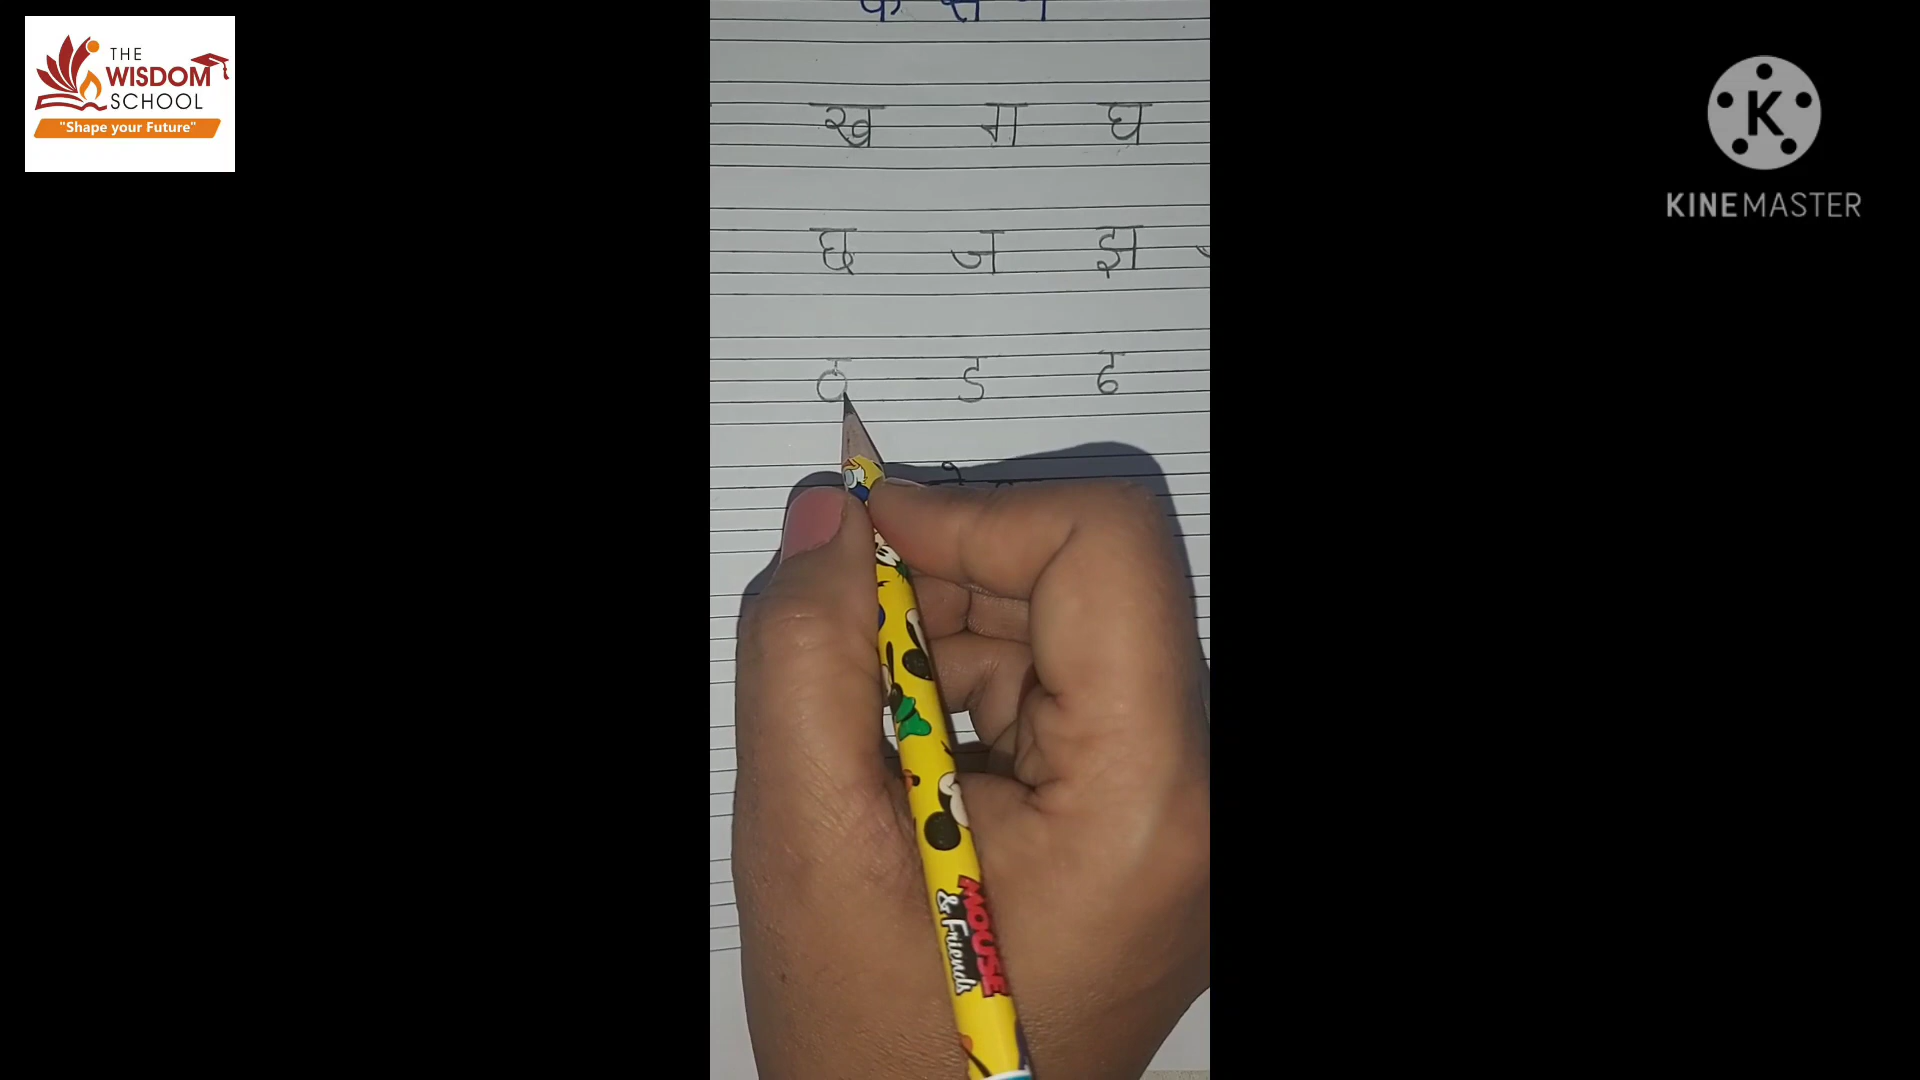 THE
WISDOM
SCHOOL
"Shape your Future"
K
KINEMASTER
ख ग घ
छ ज झ
ठ ड ढ
MOUSE
& Friends